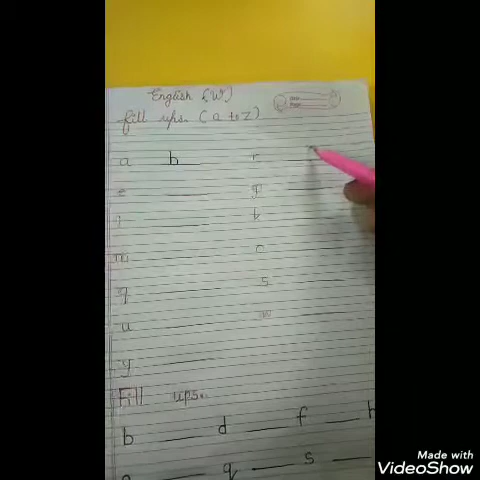 English (W)
fill ups. (a to z)
a b r
e g
i k
m o
q s
u w
y
Fill ups.
b d f h
q s
Made with
VideoShow